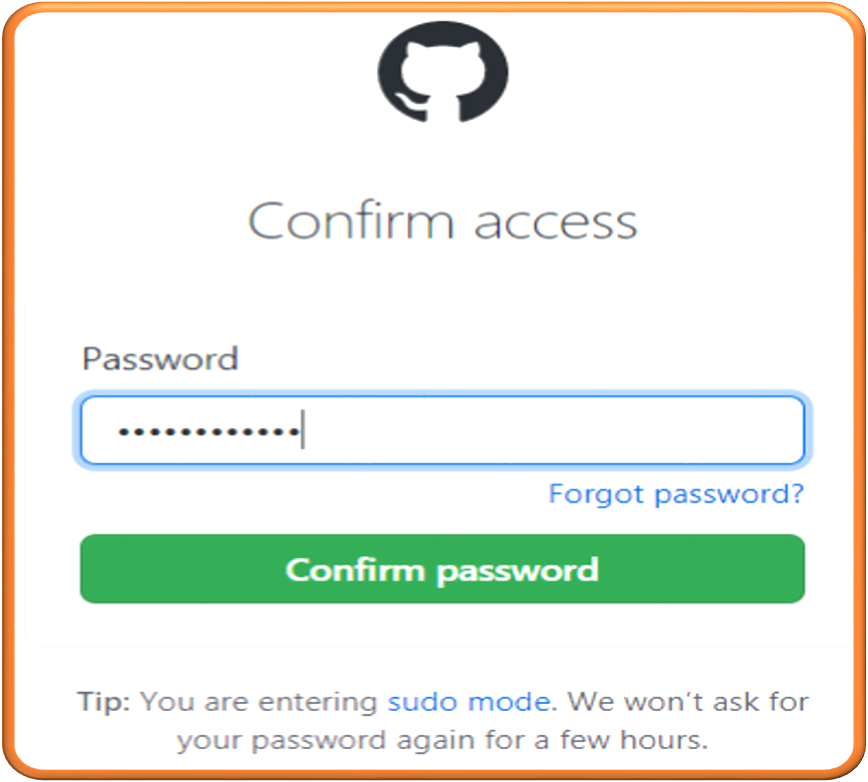 Confirm access
Password
••••••••••••
Forgot password?
Confirm password
Tip: You are entering sudo mode. We won't ask for
your password again for a few hours.